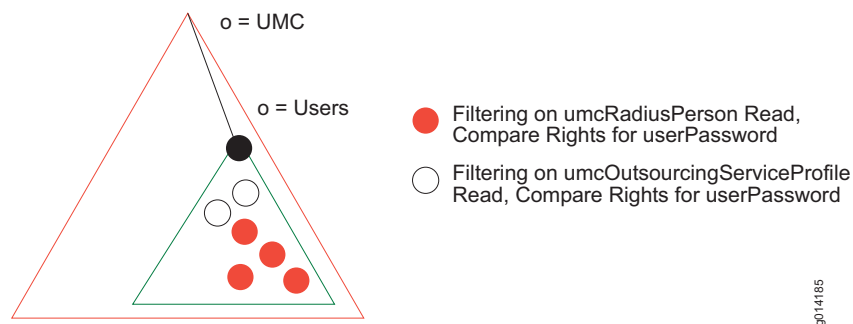 o = UMC
o = Users
Filtering on umcRadiusPerson Read,
Compare Rights for userPassword
Filtering on umcOutsourcingServiceProfile
Read, Compare Rights for userPassword
g014185